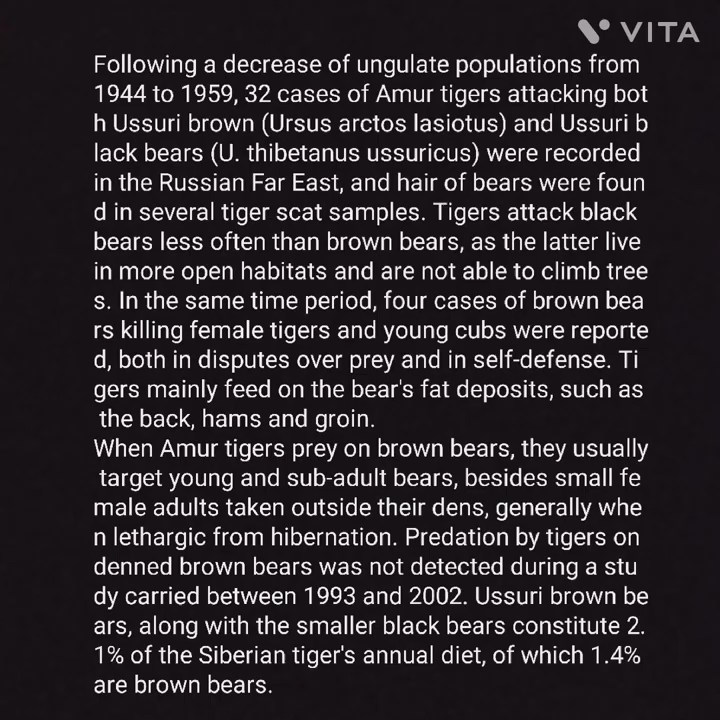 VITA
Following a decrease of ungulate populations from
1944 to 1959, 32 cases of Amur tigers attacking bot
h Ussuri brown (Ursus arctos lasiotus) and Ussuri b
lack bears (U. thibetanus ussuricus) were recorded
in the Russian Far East, and hair of bears were foun
d in several tiger scat samples. Tigers attack black
bears less often than brown bears, as the latter live
in more open habitats and are not able to climb tree
s. In the same time period, four cases of brown bea
rs killing female tigers and young cubs were reporte
d, both in disputes over prey and in self-defense. Ti
gers mainly feed on the bear's fat deposits, such as
the back, hams and groin.
When Amur tigers prey on brown bears, they usually
target young and sub-adult bears, besides small fe
male adults taken outside their dens, generally whe
n lethargic from hibernation. Predation by tigers on
denned brown bears was not detected during a stu
dy carried between 1993 and 2002. Ussuri brown be
ars, along with the smaller black bears constitute 2.
1% of the Siberian tiger's annual diet, of which 1.4%
are brown bears.